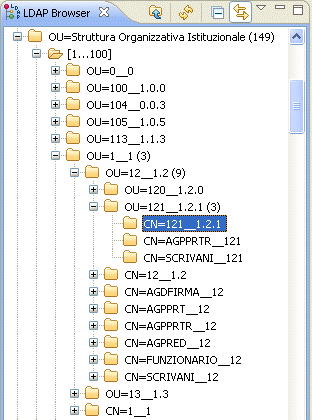 LDAP Browser
OU=Struttura Organizzativa Istituzionale (149)
[1...100]
OU=0__0
OU=100__1.0.0
OU=104__0.0.3
OU=105__1.0.5
OU=113__1.1.3
OU=1__1 (3)
OU=12__1.2 (9)
OU=120__1.2.0
OU=121__1.2.1 (3)
CN=121__1.2.1
CN=AGPPRTR__121
CN=SCRIVANI__121
CN=12__1.2
CN=AGDFIRMA__12
CN=AGPPRT__12
CN=AGPPRTR__12
CN=AGPRED__12
CN=FUNZIONARIO__12
CN=SCRIVANI__12
OU=13__1.3
CN=1__1